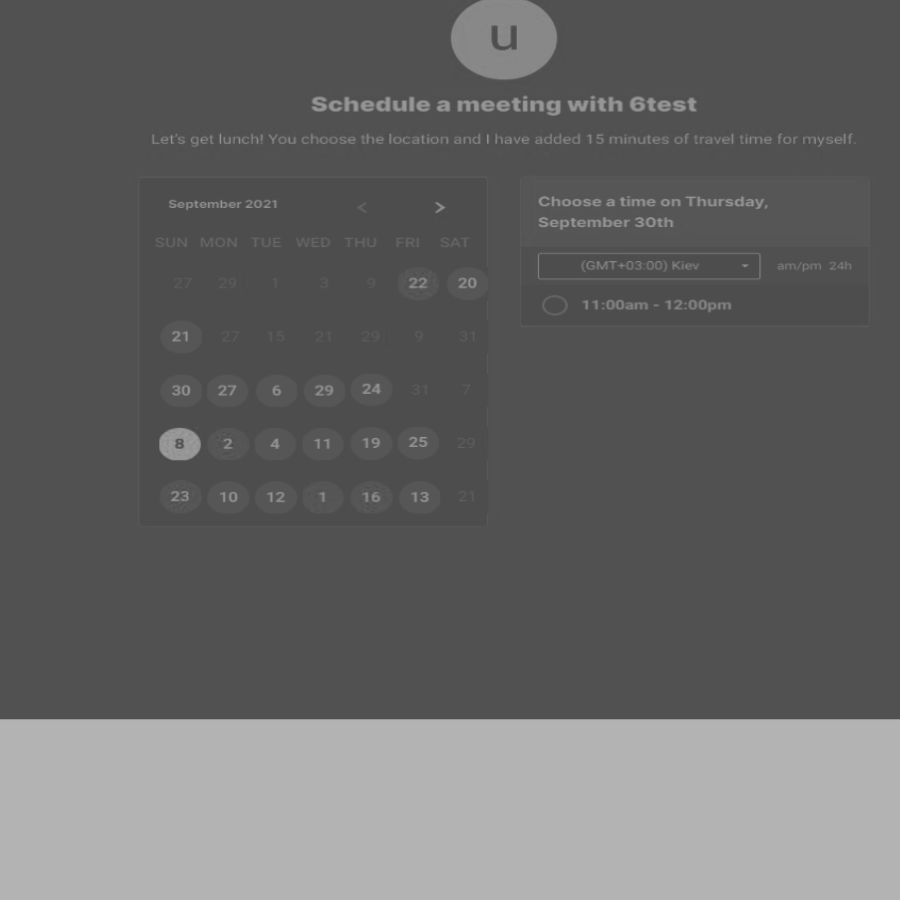 u
Schedule a meeting with 6test
Let's get lunch! You choose the location and I have added 15 minutes of travel time for myself.
September 2021 < >
SUN MON TUE WED THU FRI SAT
27 29 1 3 9 22 20
21 27 15 21 29 9 31
30 27 6 29 24 31 7
8 2 4 11 19 25 29
23 10 12 1 16 13 21
Choose a time on Thursday,
September 30th
(GMT+03:00) Kiev am/pm 24h
11:00am - 12:00pm